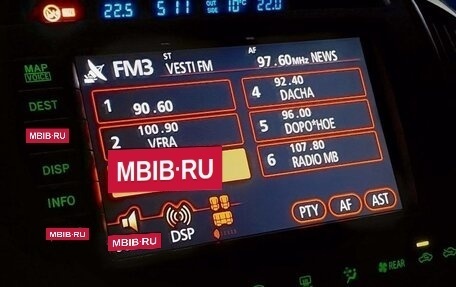 22.5
5:11
OUT SIDE 10°C
22.0
MAP
VOICE
DEST
MBIB·RU
DISP
INFO
MBIB·RU
FM3
ST
VESTI FM
AF
97.60MHz NEWS
1 90.60
2 100.90 VERA
MBIB·RU
4 92.40 DACHA
5 96.00 DOPO*HOE
6 107.80 RADIO MB
MBIB·RU
DSP
PTY
AF
AST
REAR